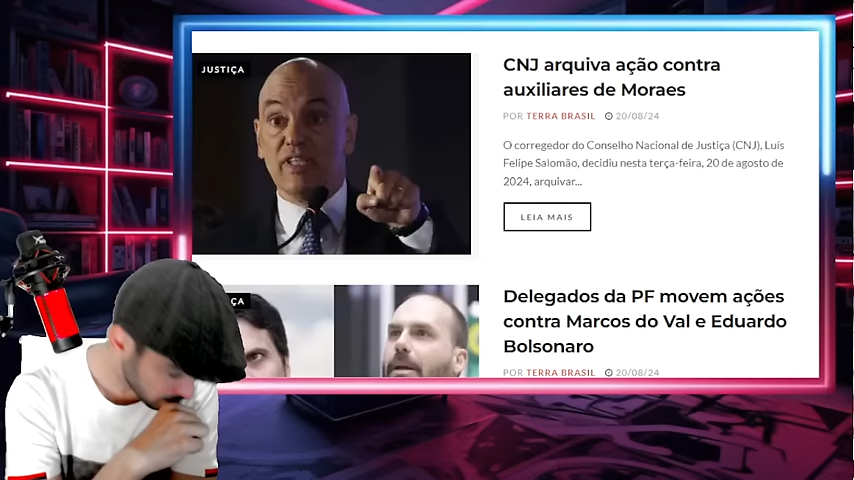 JUSTIÇA
CNJ arquiva ação contra
auxiliares de Moraes
POR TERRA BRASIL 20/08/24
O corregedor do Conselho Nacional de Justiça (CNJ), Luís
Felipe Salomão, decidiu nesta terça-feira, 20 de agosto de
2024, arquivar...
LEIA MAIS
ÇA
Delegados da PF movem ações
contra Marcos do Val e Eduardo
Bolsonaro
POR TERRA BRASIL 20/08/24